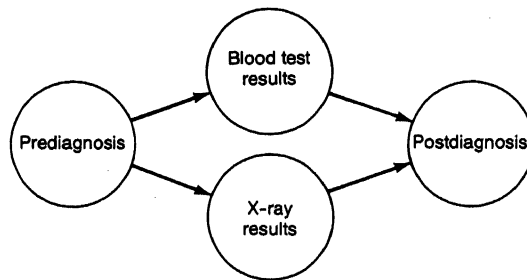 Blood test
results
Prediagnosis
Postdiagnosis
X-ray
results